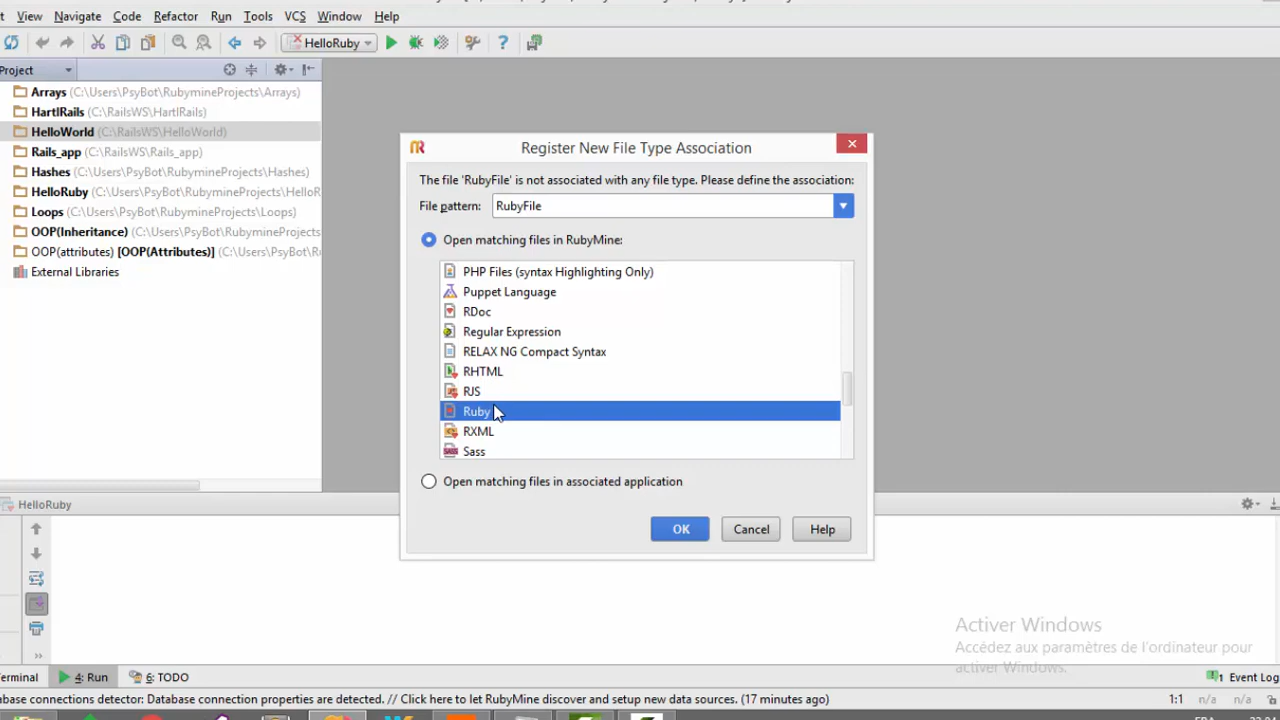 View Navigate Code Refactor Run Tools VCS Window Help
HelloRuby
Project
Arrays (C:\Users\PsyBot\RubymineProjects\Arrays)
HartlRails (C:\RailsWS\HartlRails)
HelloWorld (C:\RailsWS\HelloWorld)
Rails_app (C:\RailsWS\Rails_app)
Hashes (C:\Users\PsyBot\RubymineProjects\Hashes)
HelloRuby (C:\Users\PsyBot\RubymineProjects\HelloR
Loops (C:\Users\PsyBot\RubymineProjects\Loops)
OOP(Inheritance) (C:\Users\PsyBot\RubymineProjects
OOP(attributes) [OOP(Attributes)] (C:\Users\PsyBot\Ru
External Libraries
Register New File Type Association
The file 'RubyFile' is not associated with any file type. Please define the association:
File pattern: RubyFile
Open matching files in RubyMine:
PHP Files (syntax Highlighting Only)
Puppet Language
RDoc
Regular Expression
RELAX NG Compact Syntax
RHTML
RJS
Ruby
RXML
Sass
Open matching files in associated application
OK Cancel Help
HelloRuby
Activer Windows
Accédez aux paramètres de l'ordinateur pour
activer Windows.
erminal 4: Run 6: TODO 1 Event Log
base connections detector: Database connection properties are detected. // Click here to let RubyMine discover and setup new data sources. (17 minutes ago) 1:1 n/a n/a